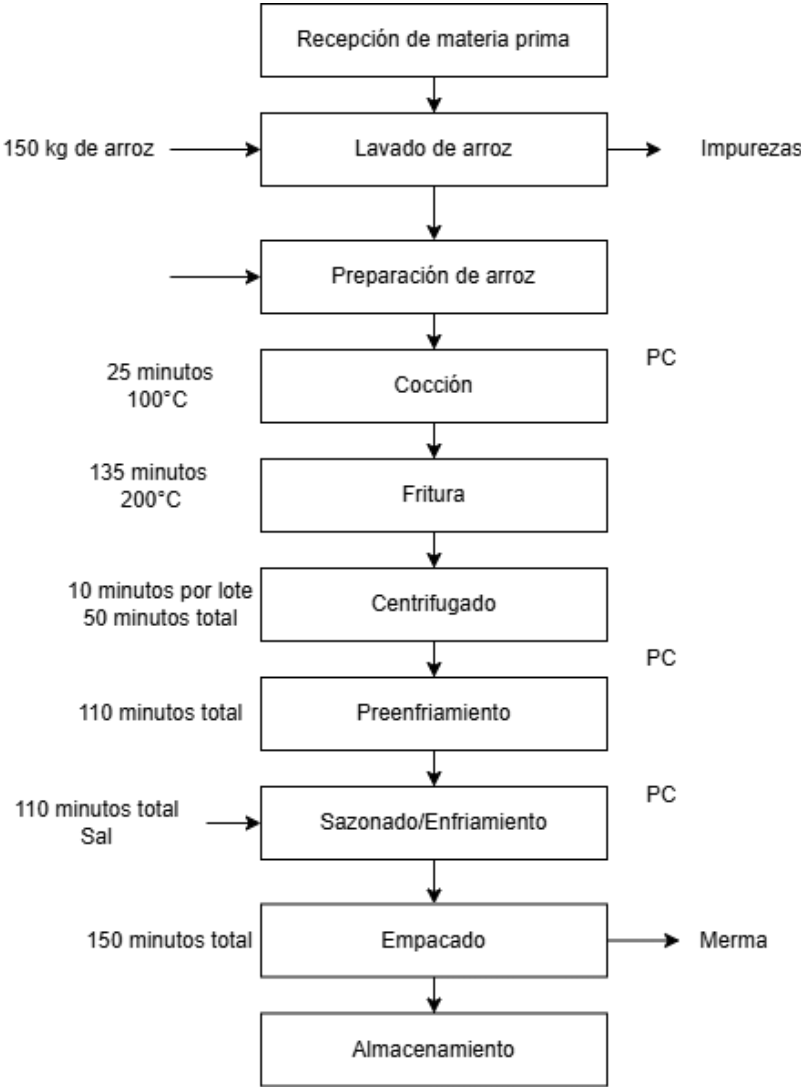 Recepción de materia prima
150 kg de arroz
Lavado de arroz
Impurezas
Preparación de arroz
PC
25 minutos
100°C
Cocción
135 minutos
200°C
Fritura
10 minutos por lote
50 minutos total
Centrifugado
PC
110 minutos total
Preenfriamiento
PC
110 minutos total
Sal
Sazonado/Enfriamiento
150 minutos total
Empacado
Merma
Almacenamiento